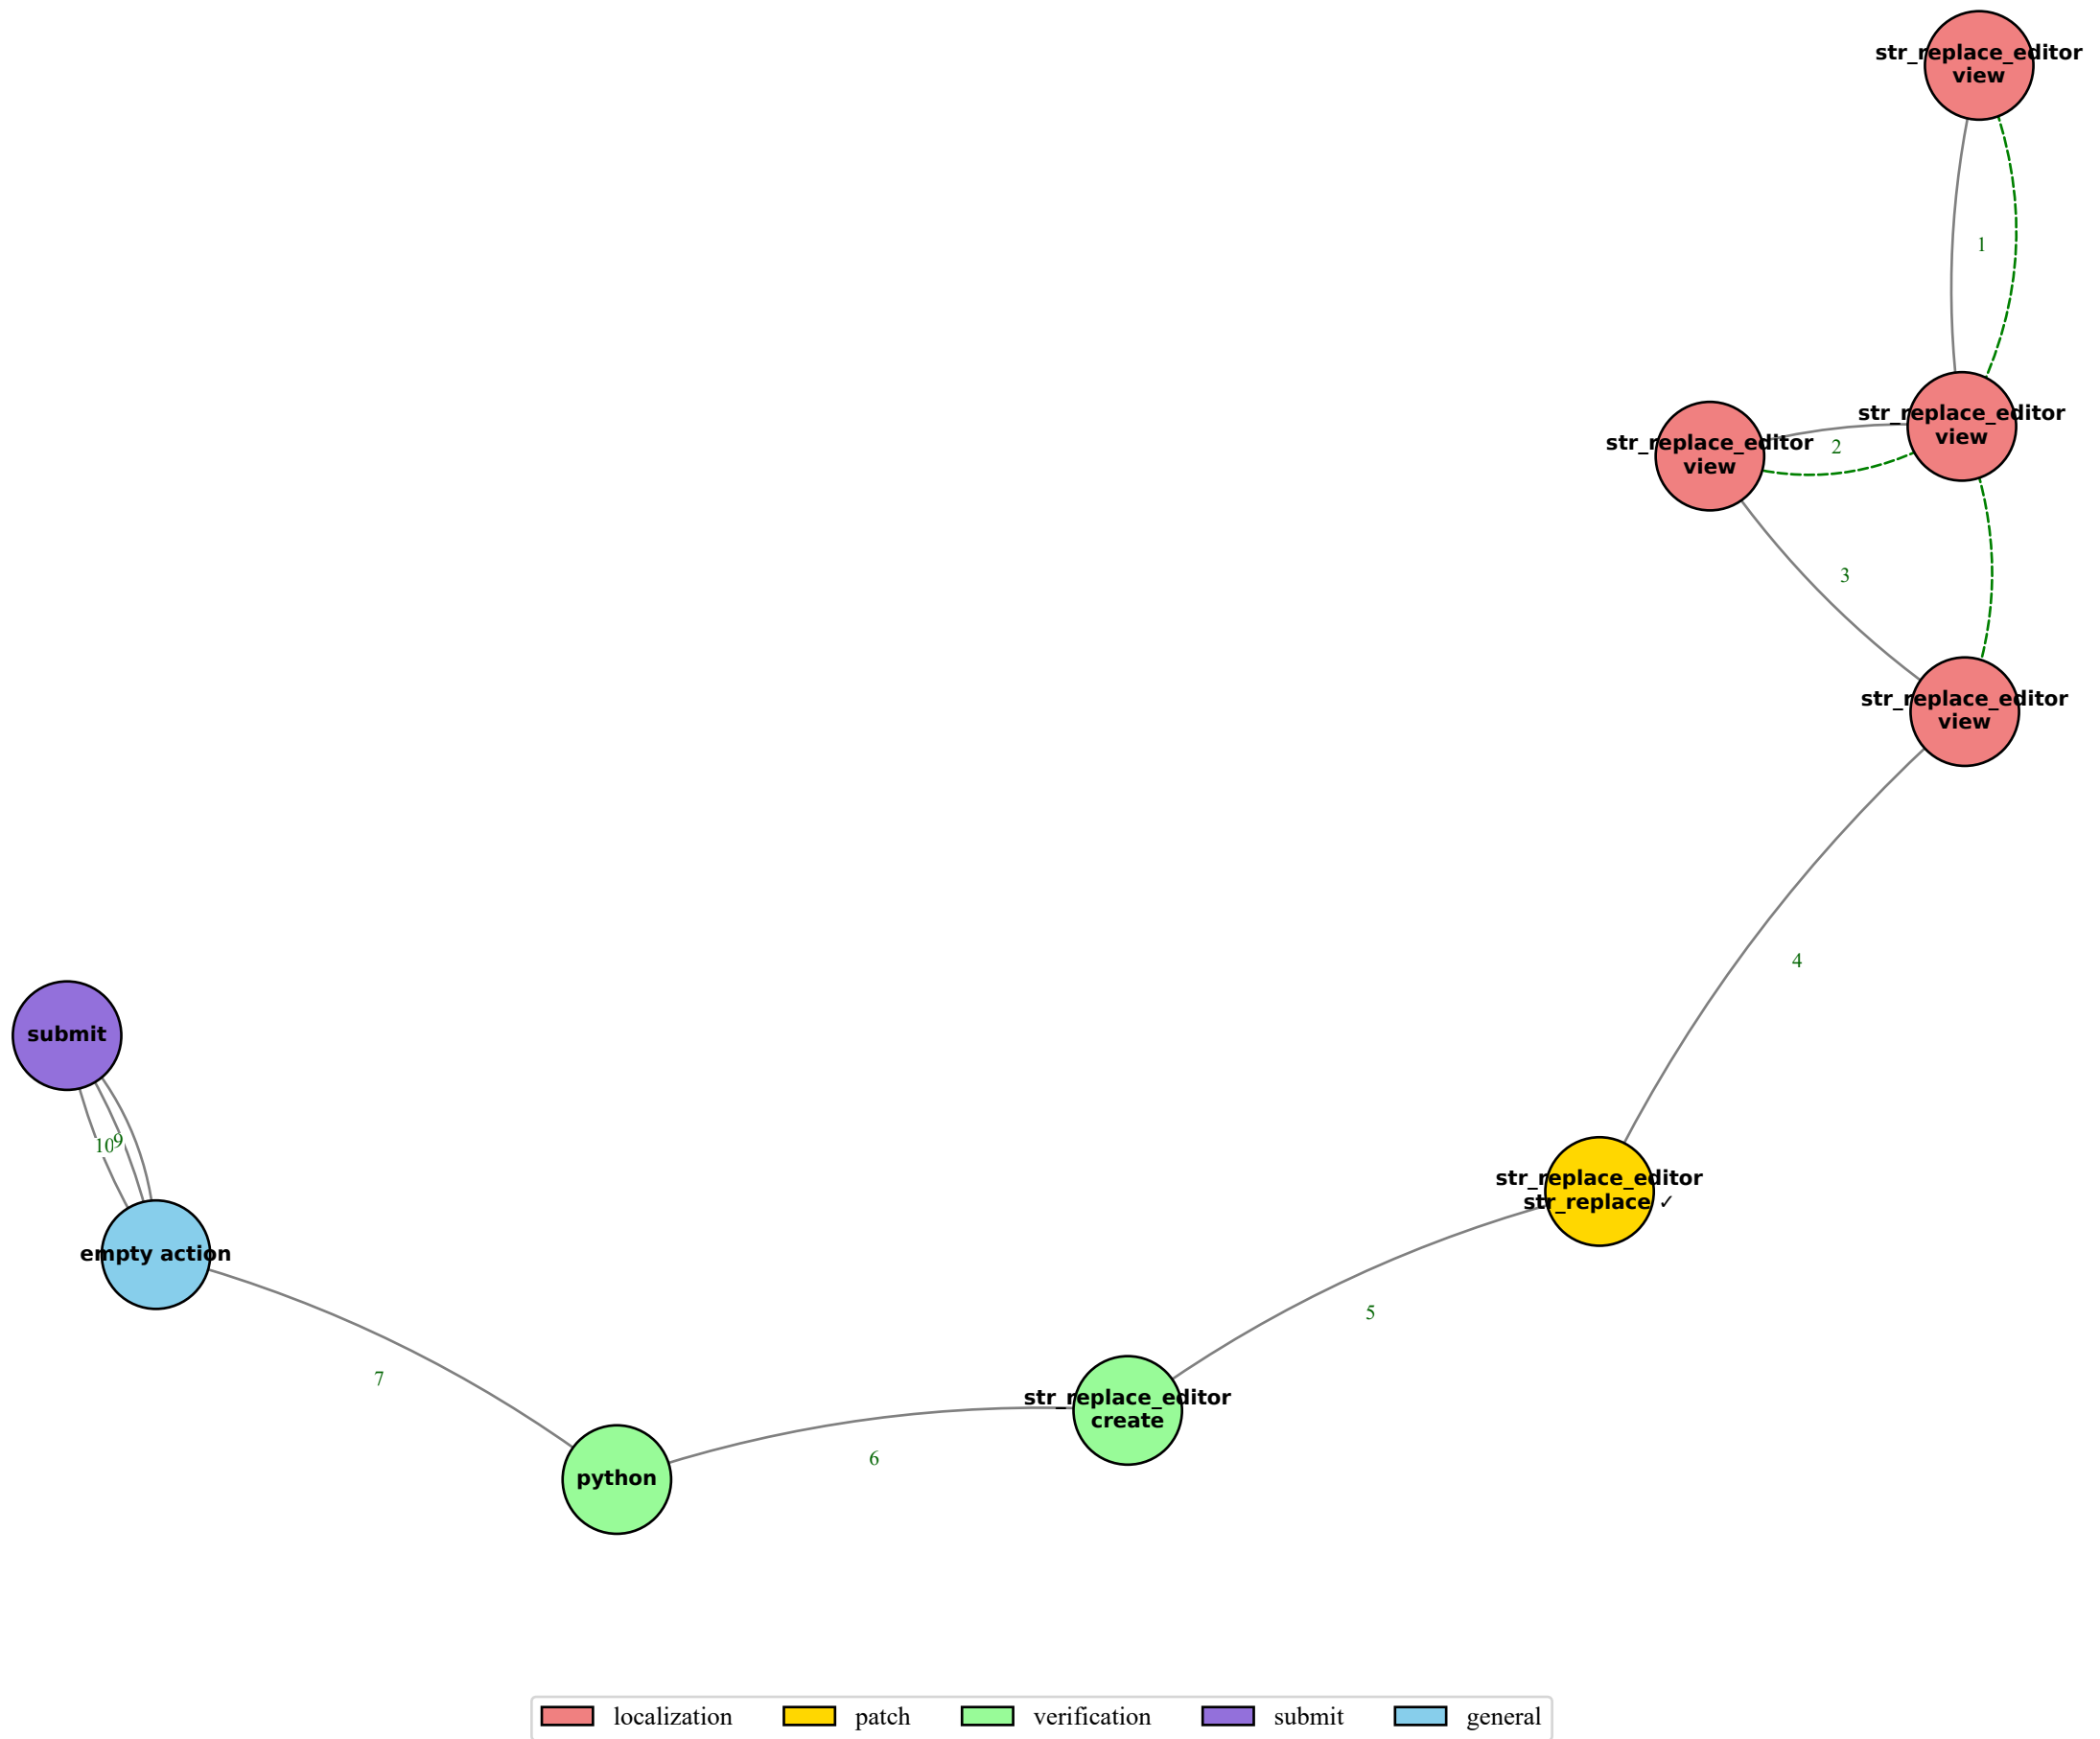 str_replace_editor
view
1
str_replace_editor
view
str_replace_editor
view
2
3
str_replace_editor
view
4
submit
10
9
str_replace_editor
str_replace ✓
empty action
5
7
str_replace_editor
create
6
python
localization
patch
verification
submit
general